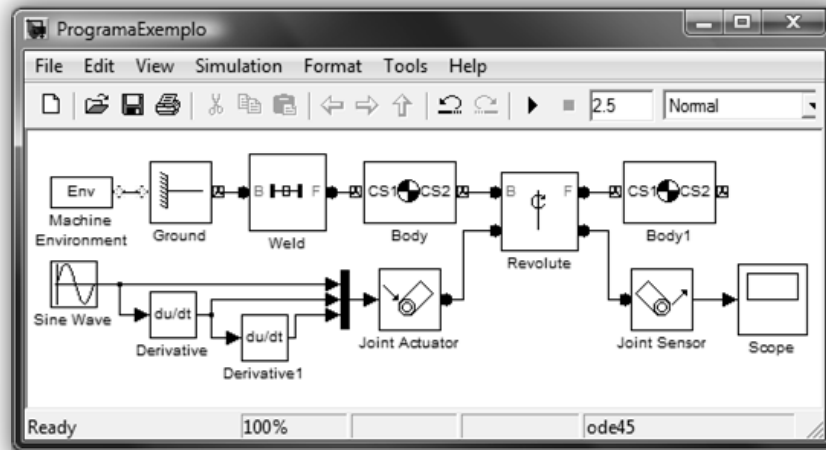 ProgramaExemplo
File Edit View Simulation Format Tools Help
2.5 Normal
Env
Machine
Environment
Ground
B F
Weld
CS1 CS2
Body
B F
Revolute
CS1 CS2
Body1
Sine Wave
du/dt
Derivative
du/dt
Derivative1
Joint Actuator
Joint Sensor
Scope
Ready 100% ode45